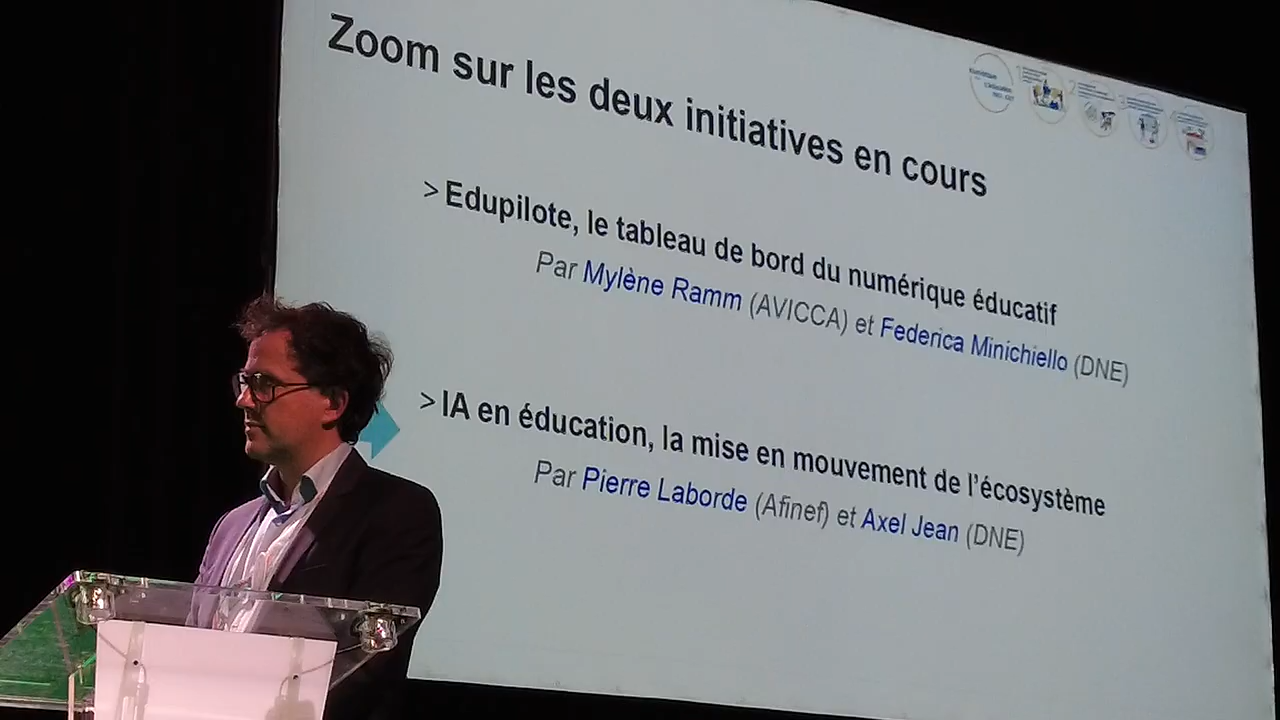 Zoom sur les deux initiatives en cours
> Edupilote, le tableau de bord du numérique éducatif
Par Mylène Ramm (AVICCA) et Federica Minichiello (DNE)
> IA en éducation, la mise en mouvement de l'écosystème
Par Pierre Laborde (Afinef) et Axel Jean (DNE)